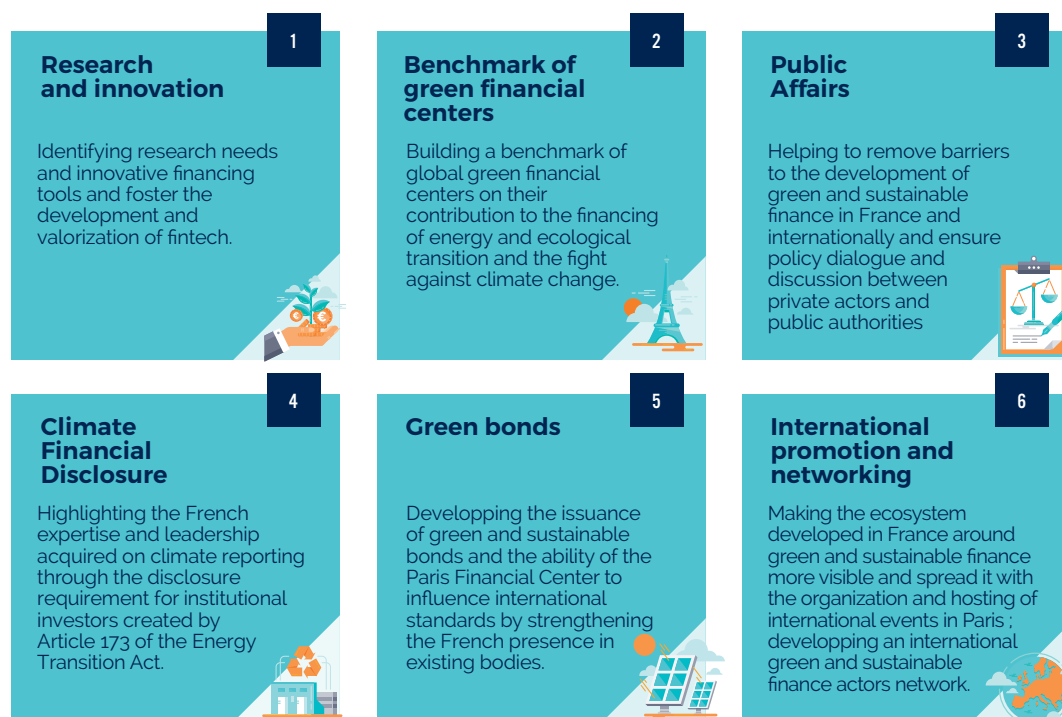 1
Research
and innovation
Identifying research needs
and innovative financing
tools and foster the
development and
valorization of fintech.
2
Benchmark of
green financial
centers
Building a benchmark of
global green financial
centers on their
contribution to the financing
of energy and ecological
transition and the fight
against climate change.
3
Public
Affairs
Helping to remove barriers
to the development of
green and sustainable
finance in France and
internationally and ensure
policy dialogue and
discussion between
private actors and
public authorities
4
Climate
Financial
Disclosure
Highlighting the French
expertise and leadership
acquired on climate reporting
through the disclosure
requirement for institutional
investors created by
Article 173 of the Energy
Transition Act.
5
Green bonds
Developping the issuance
of green and sustainable
bonds and the ability of the
Paris Financial Center to
influence international
standards by strengthening
the French presence in
existing bodies.
6
International
promotion and
networking
Making the ecosystem
developed in France around
green and sustainable finance
more visible and spread it with
the organization and hosting of
international events in Paris ;
developping an international
green and sustainable
finance actors network.